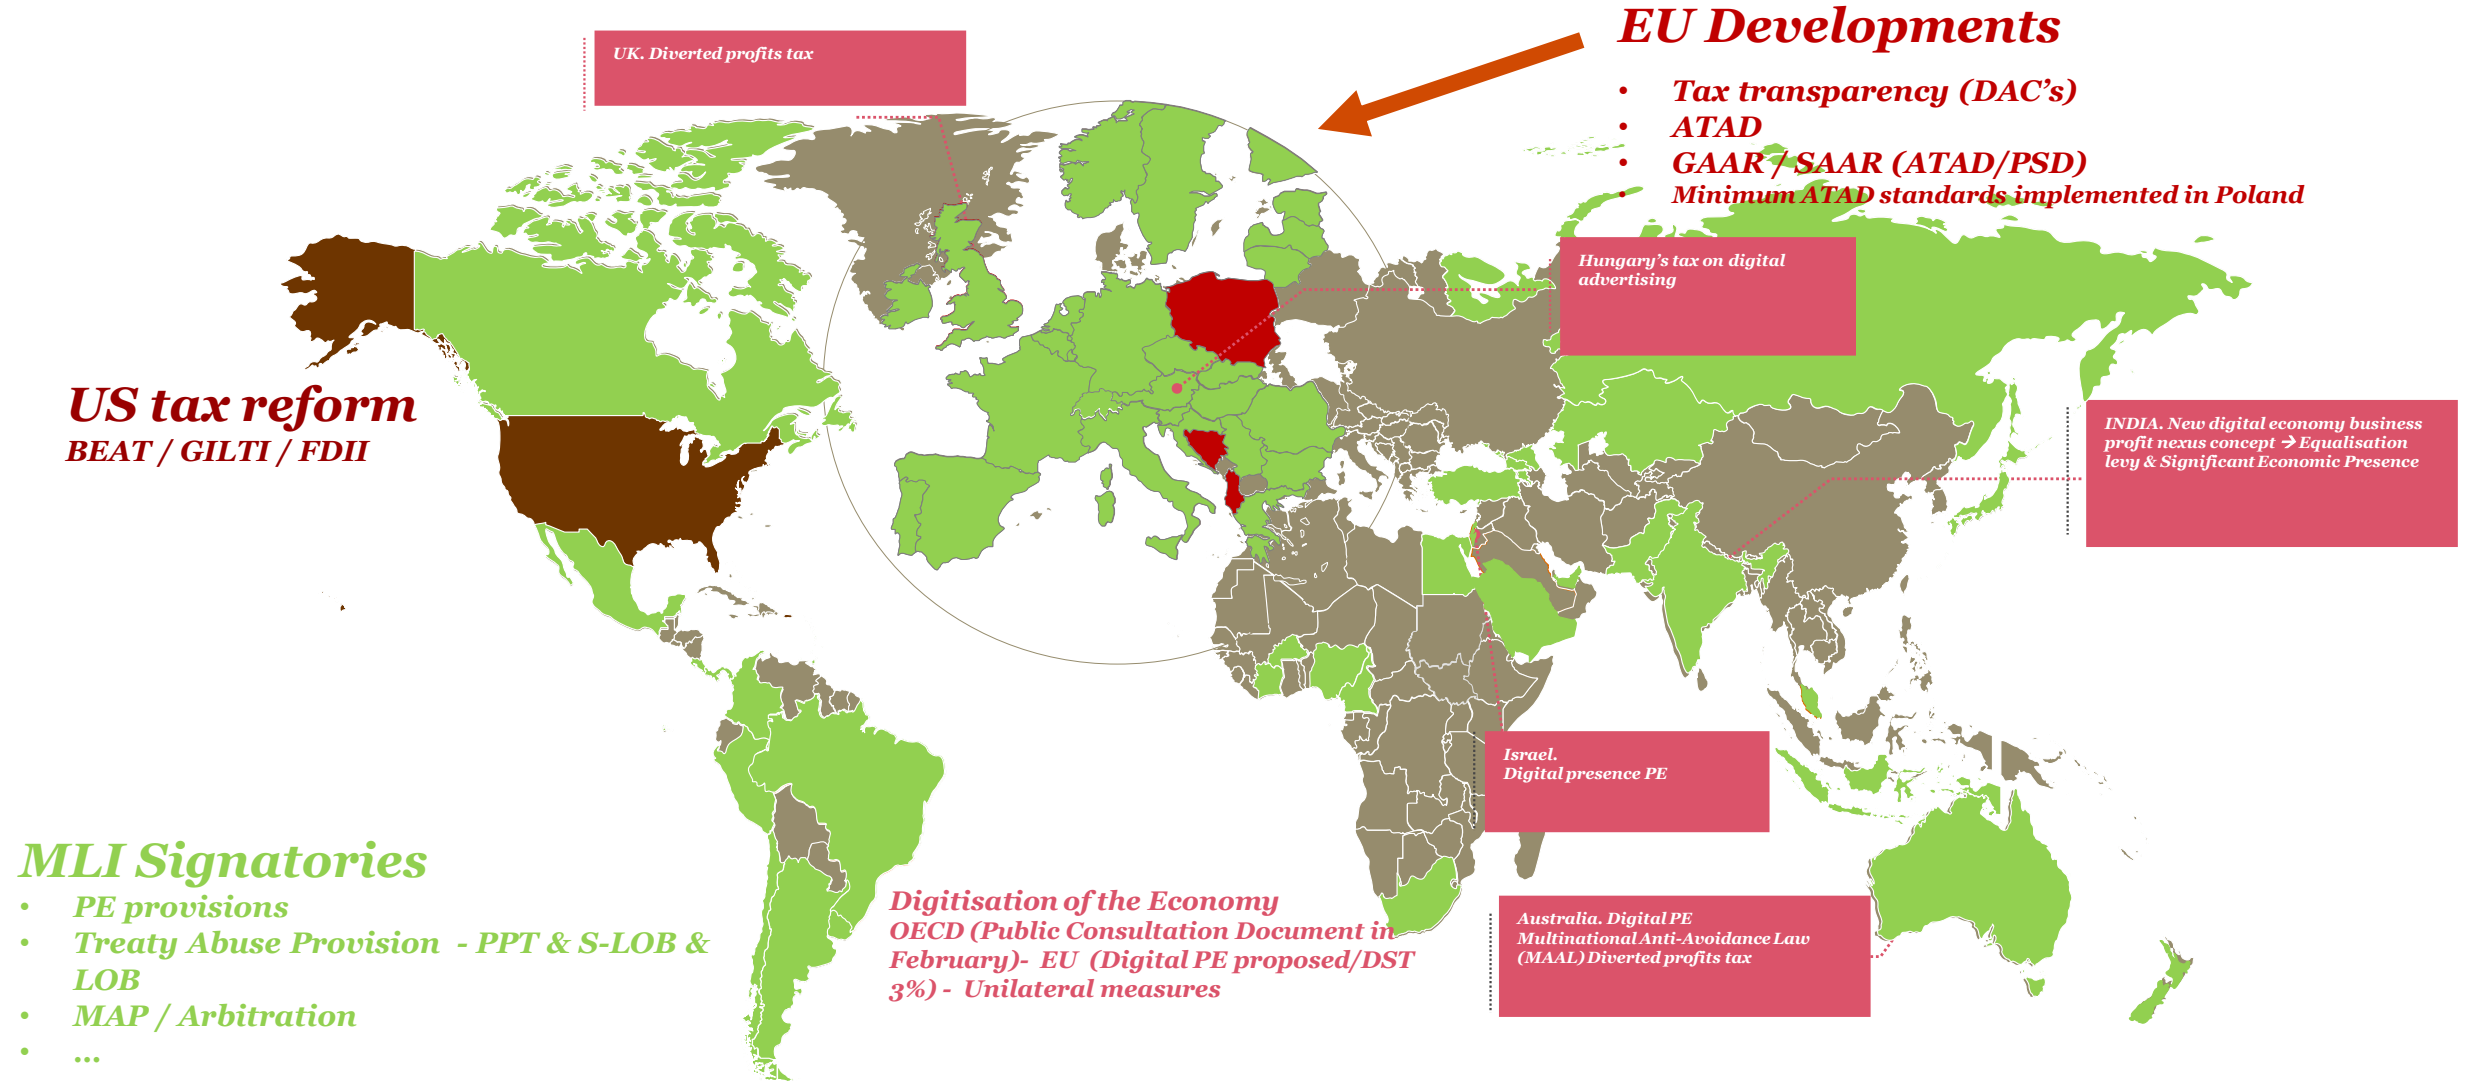 UK. Diverted profits tax
EU Developments
• Tax transparency (DAC’s)
• ATAD
• GAAR / SAAR (ATAD/PSD)
• Minimum ATAD standards implemented in Poland
Hungary’s tax on digital
advertising
US tax reform
BEAT / GILTI / FDII
INDIA. New digital economy business
profit nexus concept → Equalisation
levy & Significant Economic Presence
Israel.
Digital presence PE
MLI Signatories
• PE provisions
• Treaty Abuse Provision - PPT & S-LOB &
LOB
• MAP / Arbitration
• ...
Digitisation of the Economy
OECD (Public Consultation Document in
February)- EU (Digital PE proposed/DST
3%) - Unilateral measures
Australia. Digital PE
Multinational Anti-Avoidance Law
(MAAL) Diverted profits tax